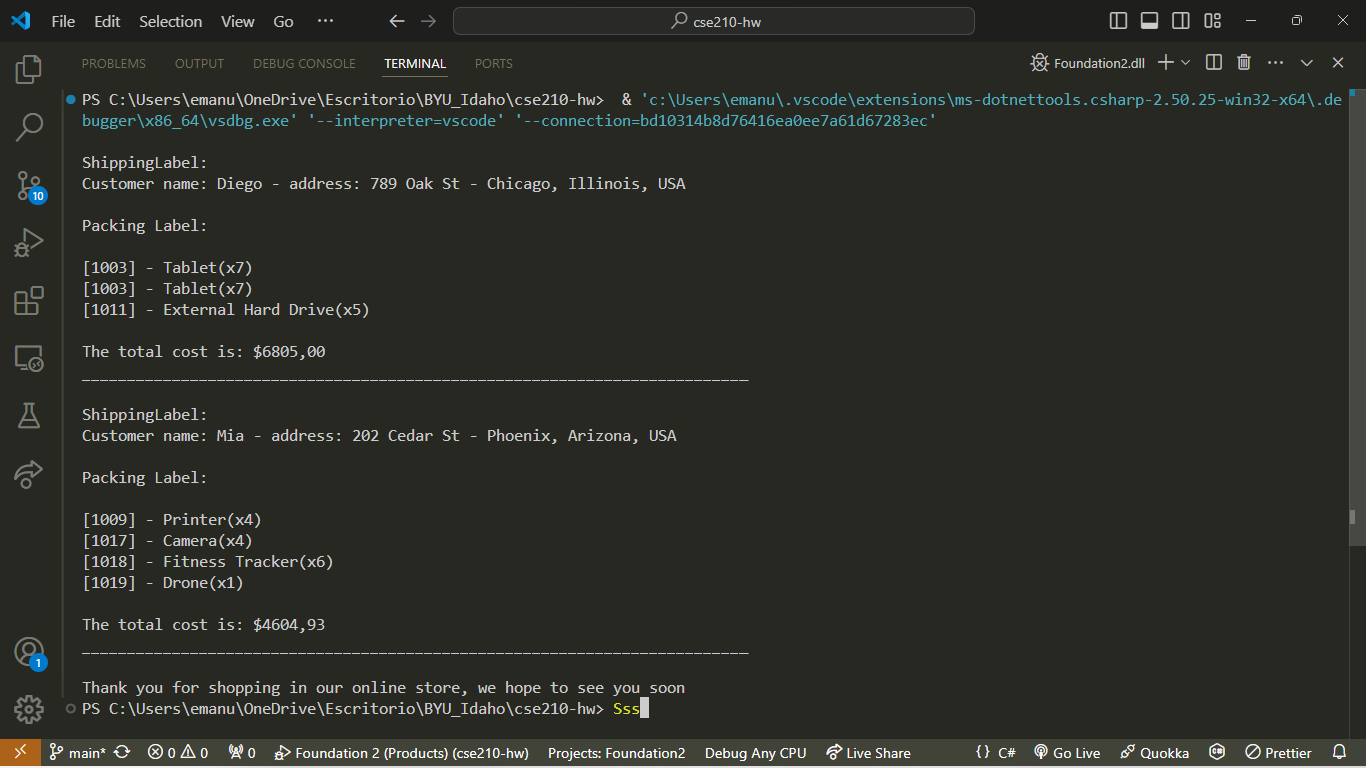 File Edit Selection View Go ··· cse210-hw
PROBLEMS OUTPUT DEBUG CONSOLE TERMINAL PORTS Foundation2.dll
PS C:\Users\emanu\OneDrive\Escritorio\BYU_Idaho\cse210-hw>  & 'c:\Users\emanu\.vscode\extensions\ms-dotnettools.csharp-2.50.25-win32-x64\.de
bugger\x86_64\vsdbg.exe' '--interpreter=vscode' '--connection=bd10314b8d76416ea0ee7a61d67283ec'
ShippingLabel:
Customer name: Diego - address: 789 Oak St - Chicago, Illinois, USA
Packing Label:
[1003] - Tablet(x7)
[1003] - Tablet(x7)
[1011] - External Hard Drive(x5)
The total cost is: $6805,00
__________________________________________________________________________
ShippingLabel:
Customer name: Mia - address: 202 Cedar St - Phoenix, Arizona, USA
Packing Label:
[1009] - Printer(x4)
[1017] - Camera(x4)
[1018] - Fitness Tracker(x6)
[1019] - Drone(x1)
The total cost is: $4604,93
__________________________________________________________________________
Thank you for shopping in our online store, we hope to see you soon
PS C:\Users\emanu\OneDrive\Escritorio\BYU_Idaho\cse210-hw> Sss
10
1
main* 0 0 0 Foundation 2 (Products) (cse210-hw) Projects: Foundation2 Debug Any CPU Live Share {} C# Go Live Quokka Prettier